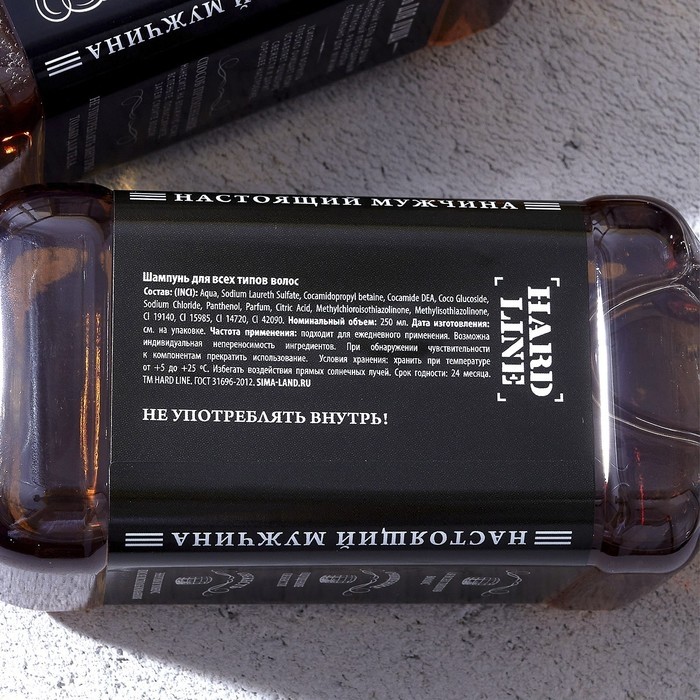 НАСТОЯЩИЙ МУЖЧИНА
Шампунь для всех типов волос
Состав: (INCI): Aqua, Sodium Laureth Sulfate, Cocamidopropyl betaine, Cocamide DEA, Coco Glucoside,
Sodium Chloride, Panthenol, Parfum, Citric Acid, Methylchloroisothiazolinone, Methylisothiazolinone,
CI 19140, CI 15985, CI 14720, CI 42090. Номинальный объем: 250 мл. Дата изготовления:
см. на упаковке. Частота применения: подходит для ежедневного применения. Возможна
индивидуальная непереносимость ингредиентов. При обнаружении чувствительности
к компонентам прекратить использование. Условия хранения: хранить при температуре
от +5 до +25 ºC. Избегать воздействия прямых солнечных лучей. Срок годности: 24 месяца.
ТМ HARD LINE. ГОСТ 31696-2012. SIMA-LAND.RU
НЕ УПОТРЕБЛЯТЬ ВНУТРЬ!
HARD
LINE
НАСТОЯЩИЙ МУЖЧИНА
Й МУЖЧИНА